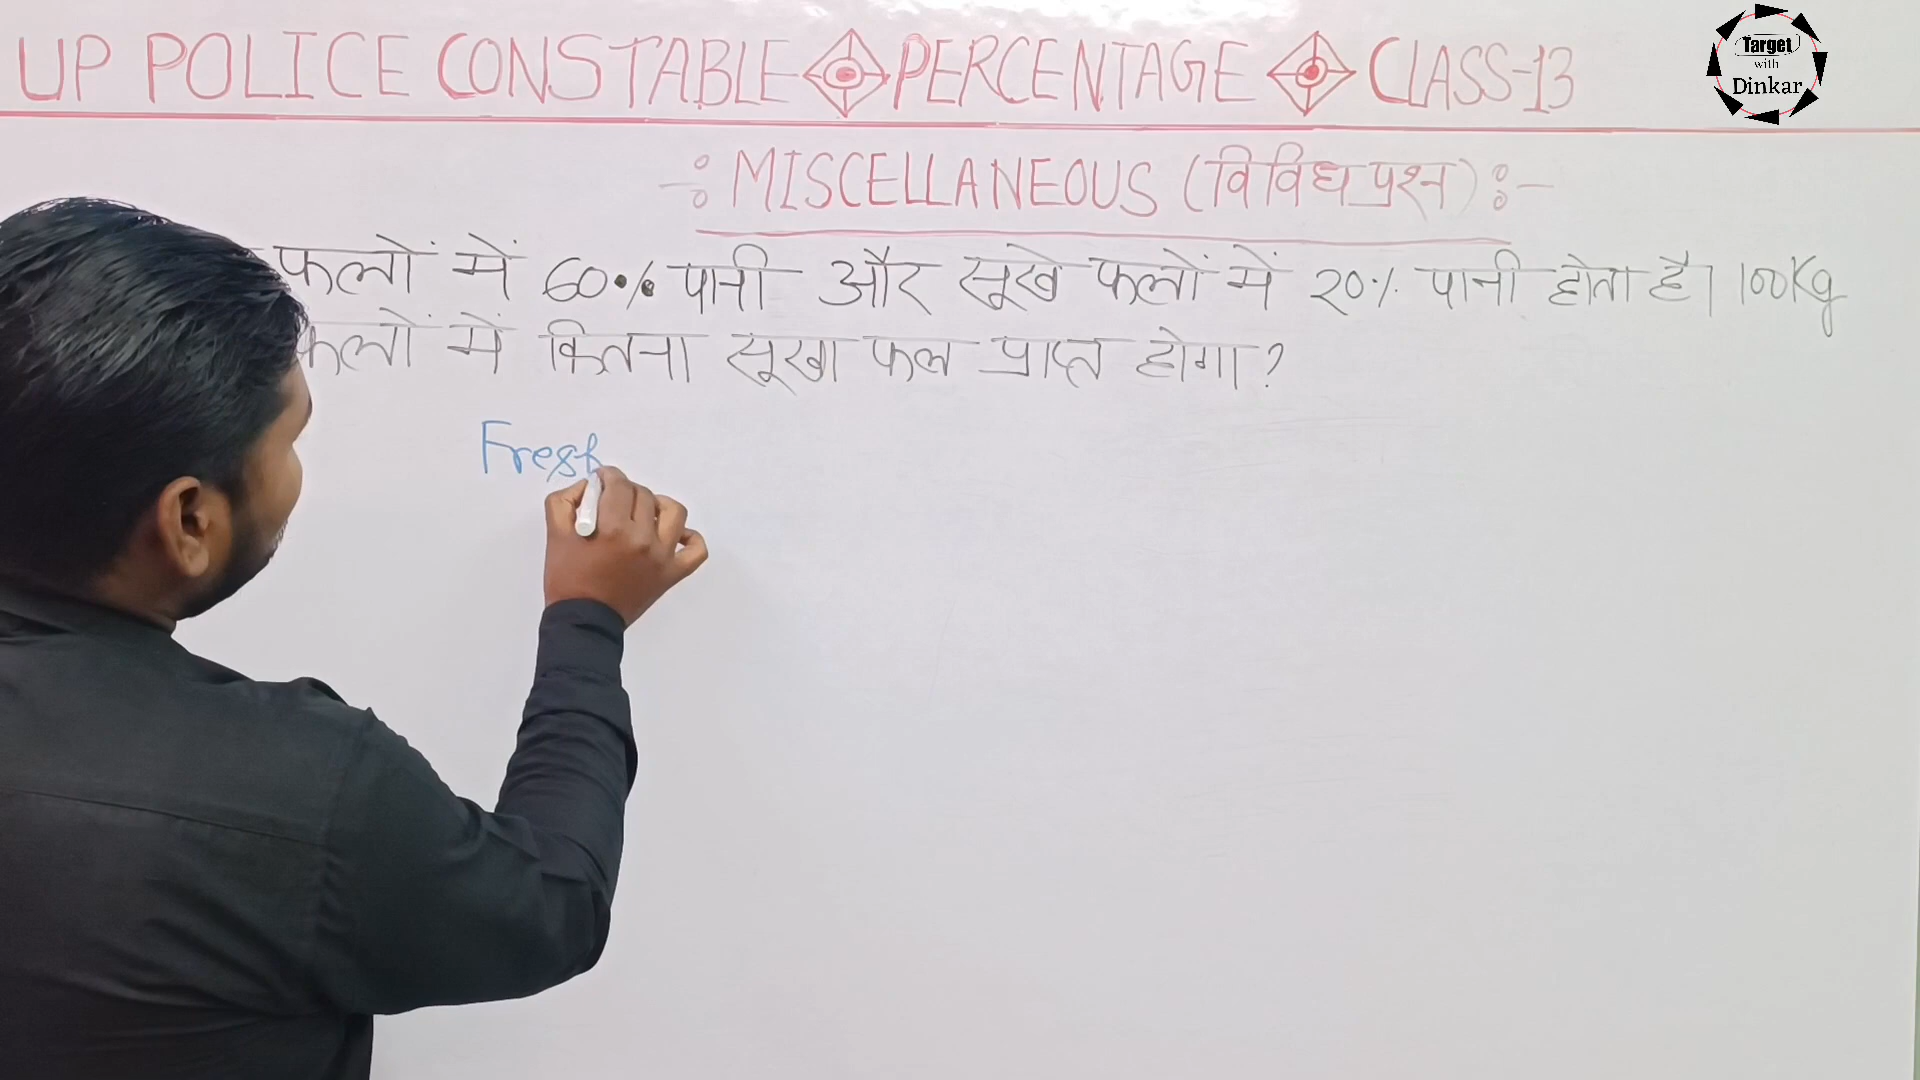 UP POLICE CONSTABLE PERCENTAGE CLASS-13
Target
with
Dinkar
-: MISCELLANEOUS (विविध प्रश्न) :-
फलों में 60% पानी और सूखे फलों में 20% पानी होता है। 100Kg
फलों में कितना सूखा फल प्राप्त होगा?
Fresh